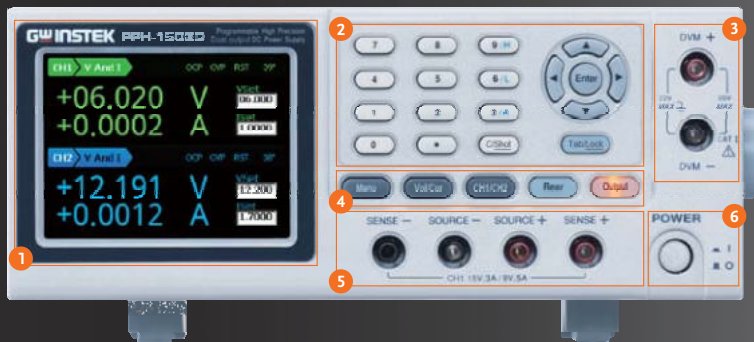 GWINSTEK PPH-1503D Programmable High Precision
Dual output DC Power Supply
CH1 V And I OCP OVP RST
+06.020 V VSet
06.000
+0.0002 A ISet
1.0000
CH2 V And I OCP OVP RST
+12.191 V VSet
12.200
+0.0012 A ISet
1.7000
1
2
7 8 9/H
4 5 6/L
1 2 3/A
0 • C/Shot
Enter
Tab/Lock
3
DVM +
CAT I
DVM −
4
Menu Vol/Cur CH1/CH2 Rear Output
5
SENSE − SOURCE − SOURCE + SENSE +
CH1 15V,3A/9V,5A
6
POWER